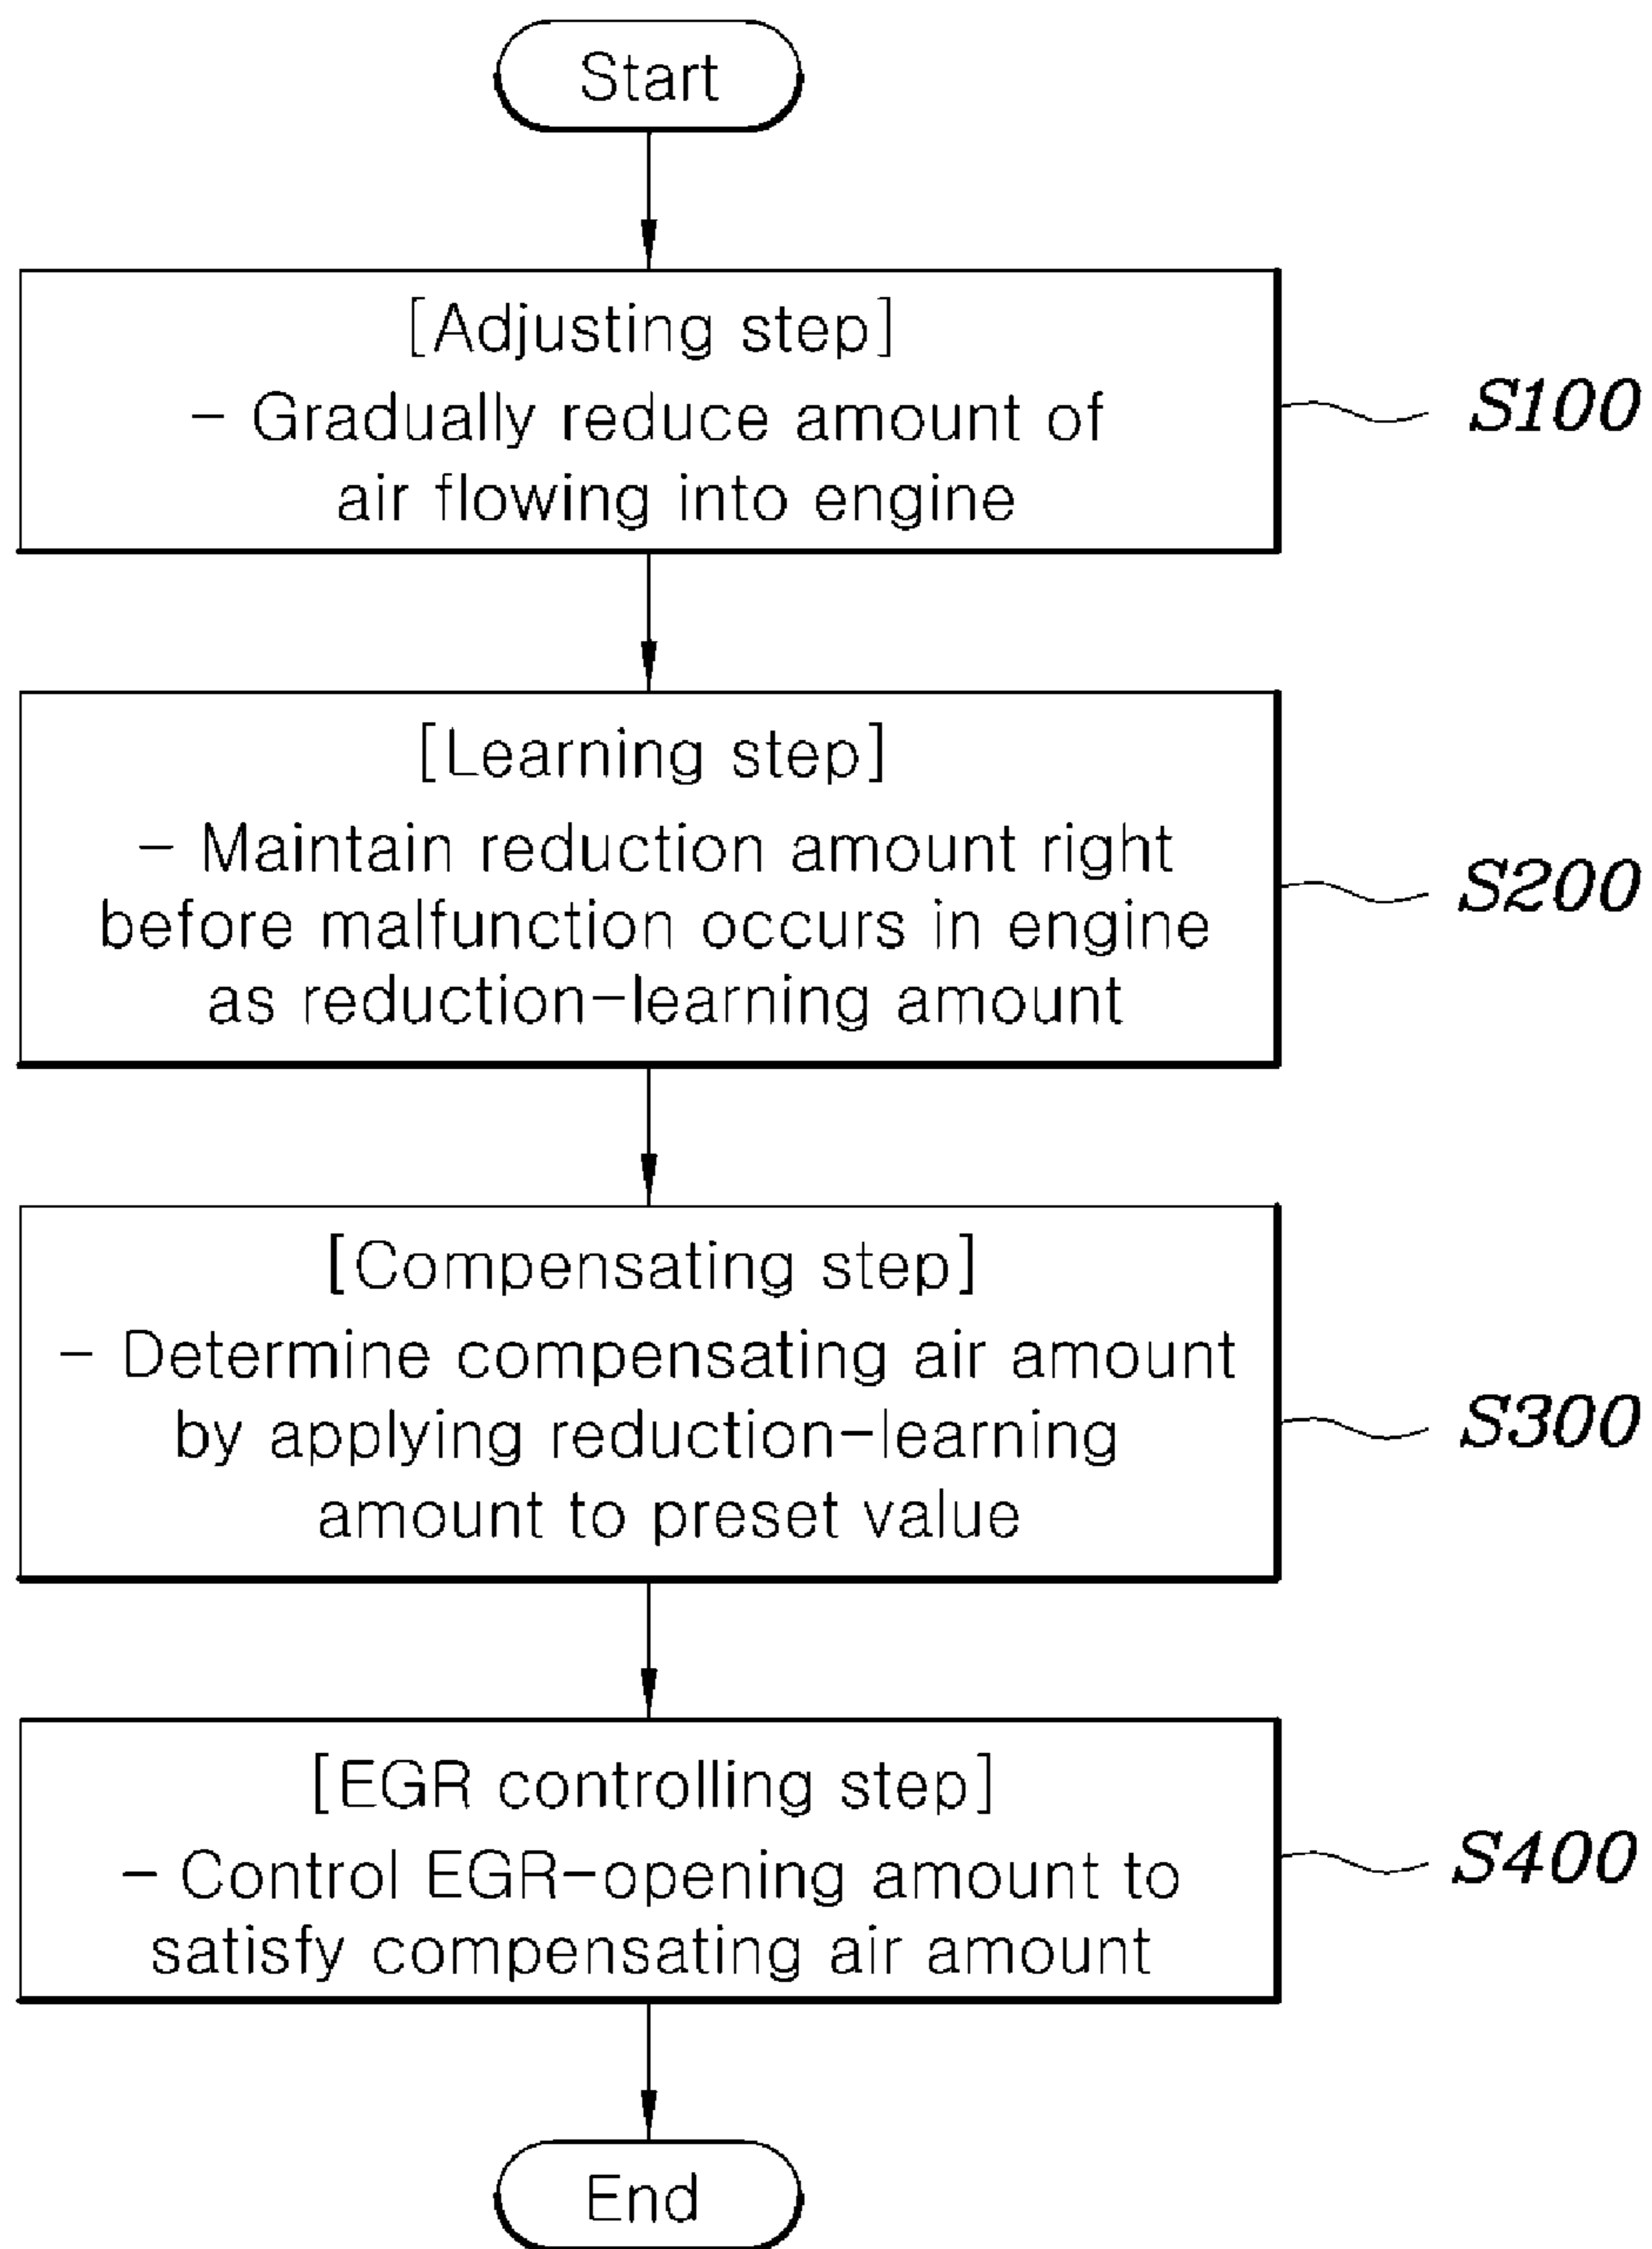 Start
[Adjusting step]
- Gradually reduce amount of
air flowing into engine
S100
[Learning step]
- Maintain reduction amount right
before malfunction occurs in engine
as reduction-learning amount
S200
[Compensating step]
- Determine compensating air amount
by applying reduction-learning
amount to preset value
S300
[EGR controlling step]
- Control EGR-opening amount to
satisfy compensating air amount
S400
End